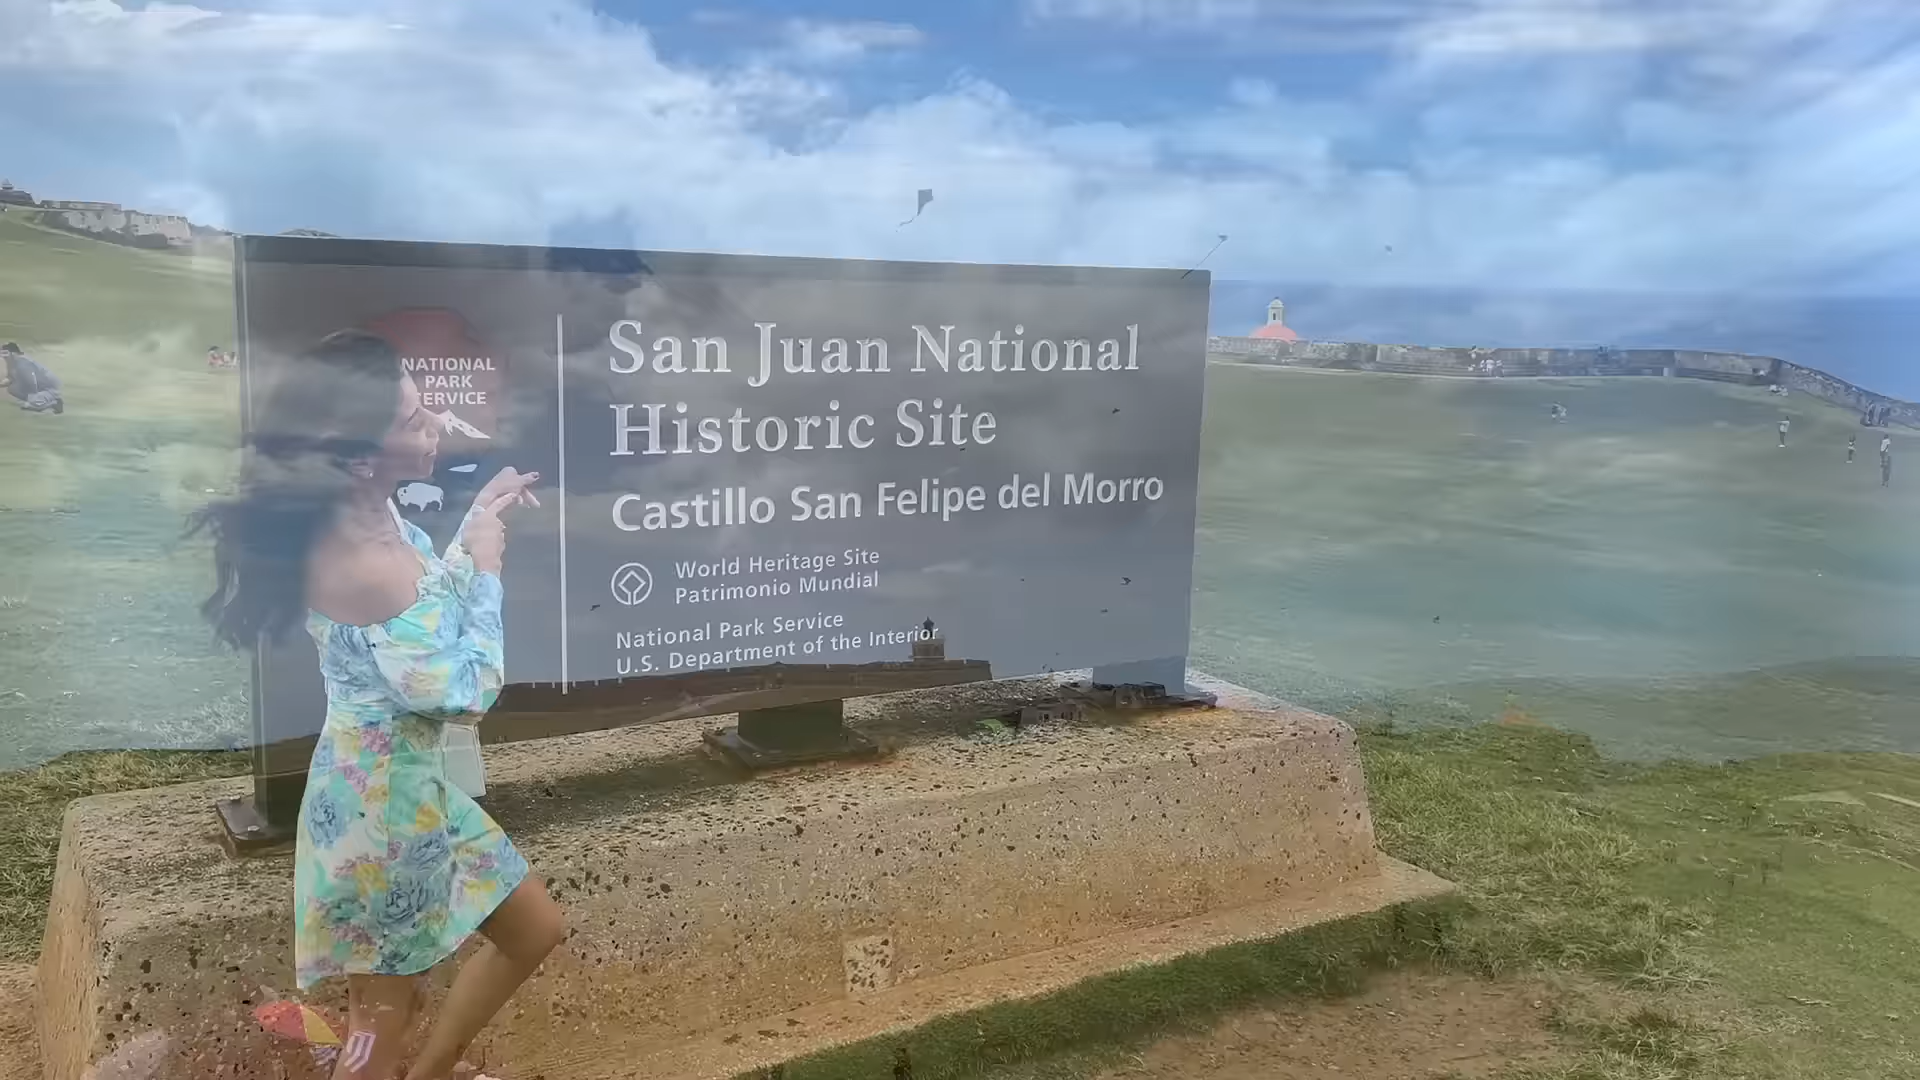 NATIONAL
PARK
SERVICE
San Juan National
Historic Site
Castillo San Felipe del Morro
World Heritage Site
Patrimonio Mundial
National Park Service
U.S. Department of the Interior